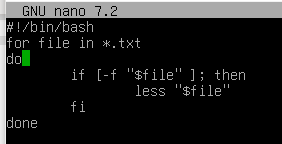 GNU nano 7.2
#!/bin/bash
for file in *.txt
do
if [-f "$file" ]; then
less "$file"
fi
done